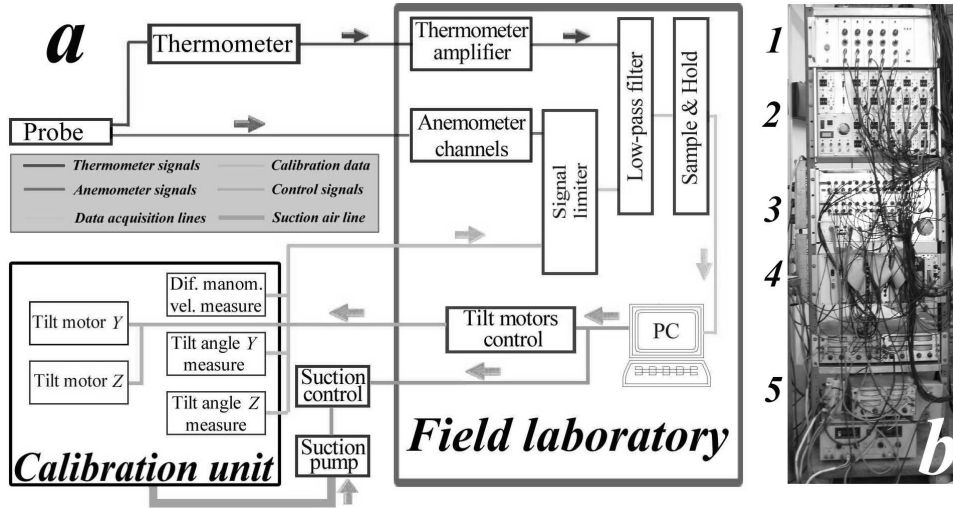 a
Thermometer
Probe
Thermometer signals
Calibration data
Anemometer signals
Control signals
Data acquisition lines
Suction air line
Thermometer
amplifier
Anemometer
channels
Signal
limiter
Low-pass filter
Sample & Hold
Dif. manom.
vel. measure
Tilt motor Y
Tilt angle Y
measure
Tilt motor Z
Tilt angle Z
measure
Tilt motors
control
PC
Suction
control
Suction
pump
Calibration unit
Field laboratory
1
2
3
4
5
b